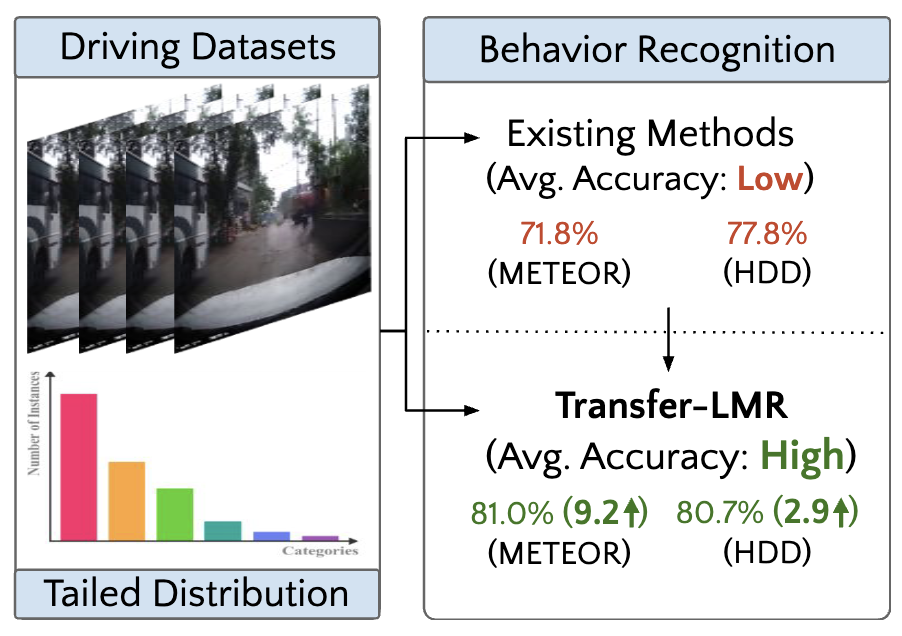 Driving Datasets
Number of Instances
Categories
Tailed Distribution
Behavior Recognition
Existing Methods
(Avg. Accuracy: Low)
71.8% 77.8%
(METEOR) (HDD)
Transfer-LMR
(Avg. Accuracy: High)
81.0% (9.2↑) 80.7% (2.9↑)
(METEOR) (HDD)